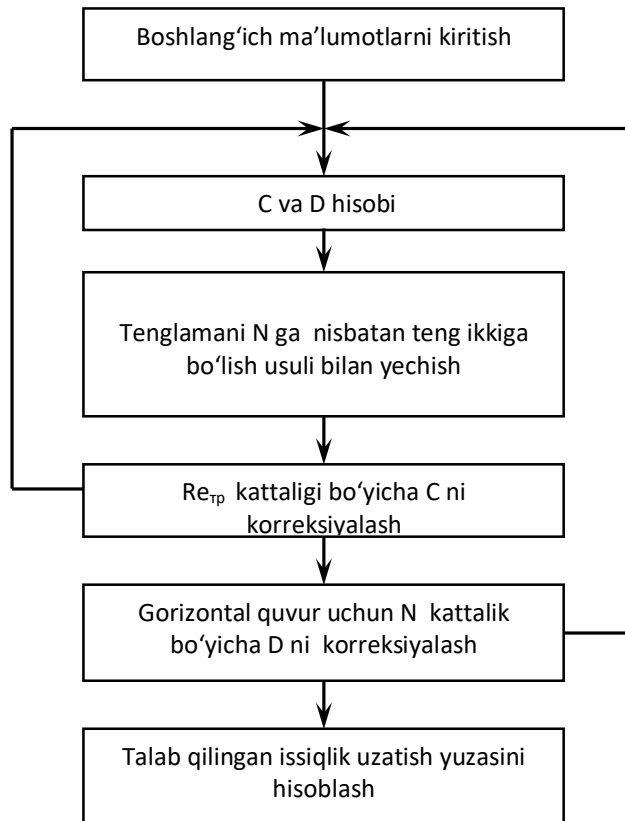 Boshlang‘ich ma’lumotlarni kiritish
C va D hisobi
Tenglamani N ga  nisbatan teng ikkiga
bo‘lish usuli bilan yechish
Reтр  kattaligi bo‘yicha C ni
korreksiyalash
Gorizontal quvur uchun N  kattalik
bo‘yicha D ni  korreksiyalash
Talab qilingan issiqlik uzatish yuzasini
hisoblash